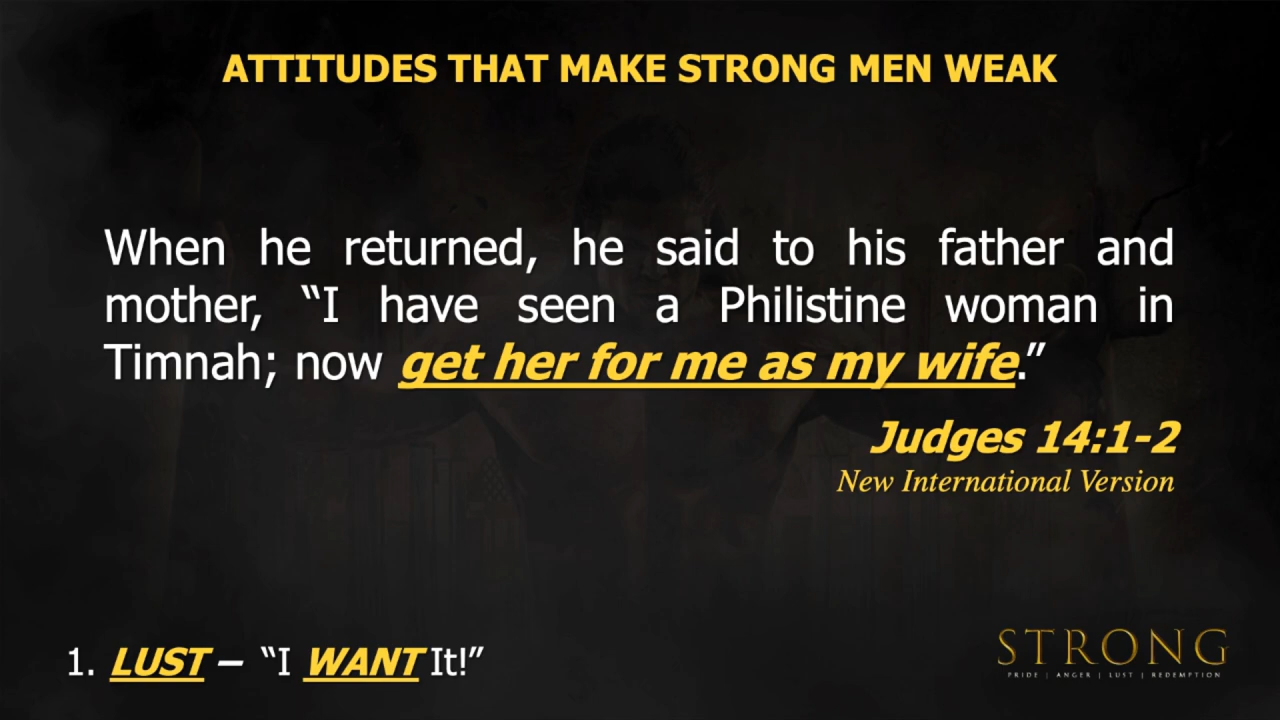 ATTITUDES THAT MAKE STRONG MEN WEAK
When he returned, he said to his father and
mother, “I have seen a Philistine woman in
Timnah; now get her for me as my wife.”
Judges 14:1-2
New International Version
1. LUST – “I WANT It!”
STRONG
PRIDE | ANGER | LUST | REDEMPTION